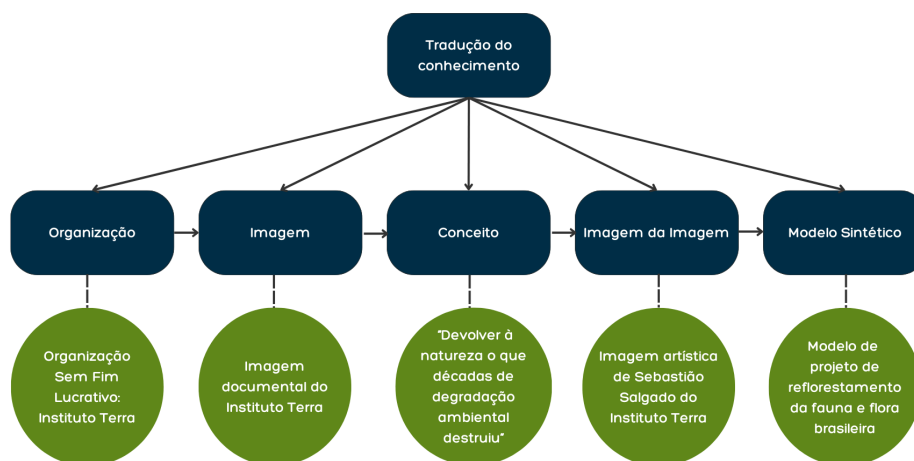 Tradução do
conhecimento
Organização
Imagem
Conceito
Imagem da Imagem
Modelo Sintético
Organização
Sem Fim
Lucrativo:
Instituto Terra
Imagem
documental do
Instituto Terra
"Devolver à
natureza o que
décadas de
degradação
ambiental
destruiu"
Imagem artística
de Sebastião
Salgado do
Instituto Terra
Modelo de
projeto de
reflorestamento
da fauna e flora
brasileira